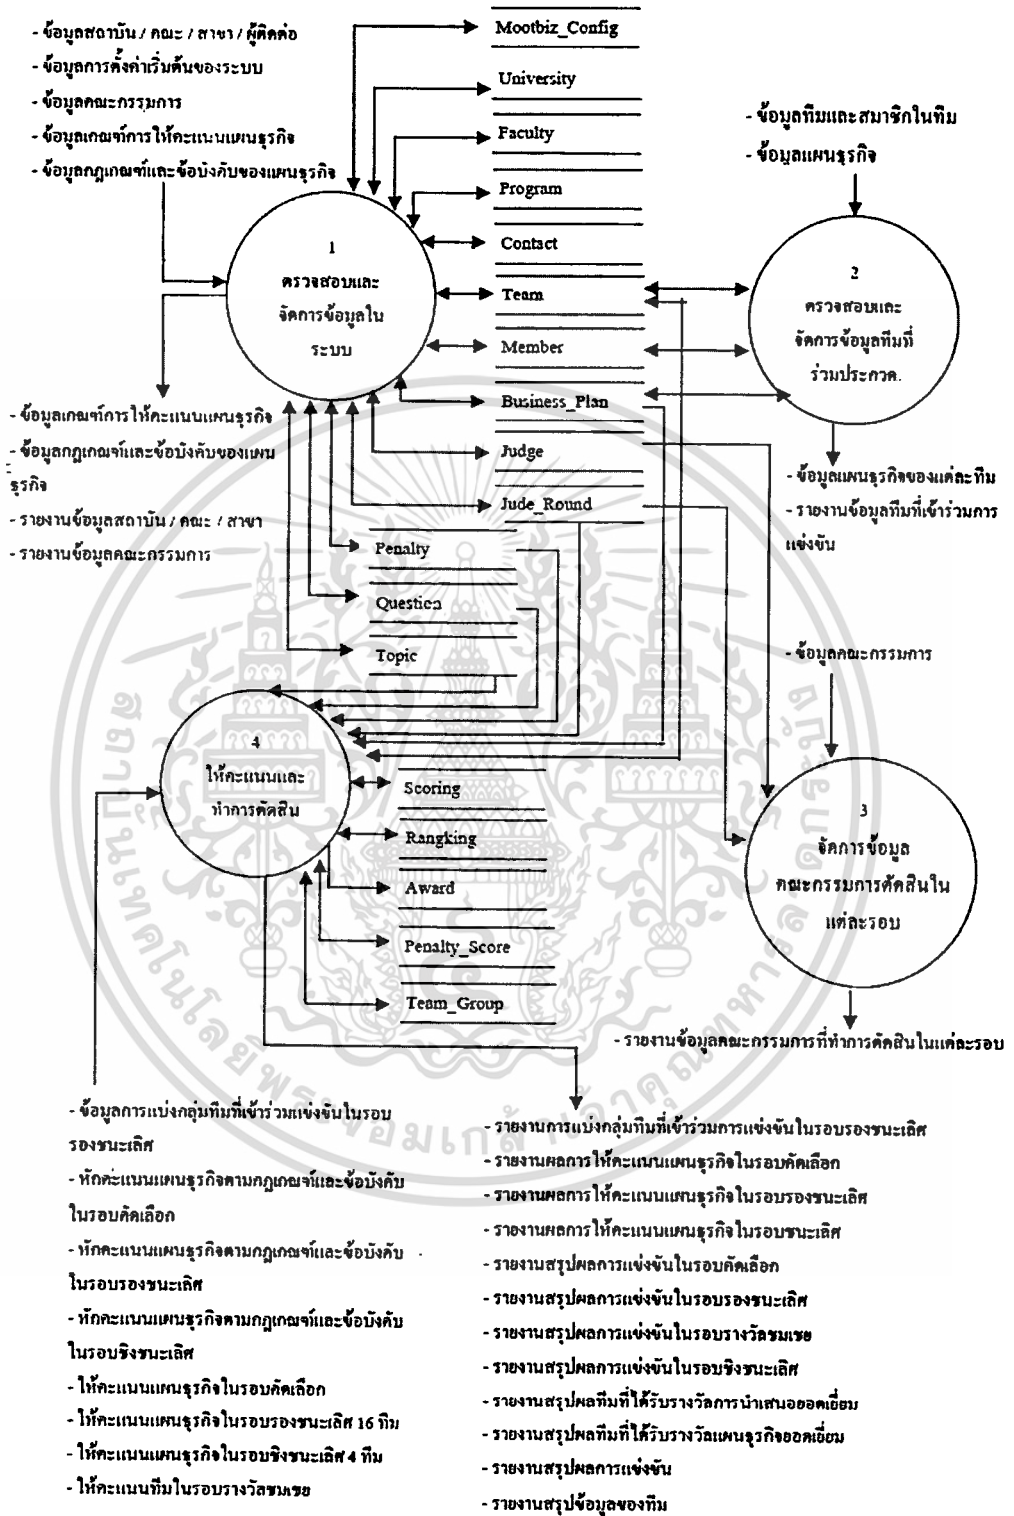 - ข้อมูลสถาบัน / คณะ / สาขา / ผู้ติดต่อ
- ข้อมูลการตั้งค่าเริ่มต้นของระบบ
- ข้อมูลคณะกรรมการ
- ข้อมูลเกณฑ์การให้คะแนนแผนธุรกิจ
- ข้อมูลกฎเกณฑ์และข้อบังคับของแผนธุรกิจ
Mootbiz_Config
University
Faculty
Program
Contact
Team
Member
Business_Plan
Judge
Jude_Round
Penalty
Question
Topic
- ข้อมูลทีมและสมาชิกในทีม
- ข้อมูลแผนธุรกิจ
1
ตรวจสอบและ
จัดการข้อมูลใน
ระบบ
2
ตรวจสอบและ
จัดการข้อมูลทีมที่
ร่วมประกวด.
- ข้อมูลเกณฑ์การให้คะแนนแผนธุรกิจ
- ข้อมูลกฎเกณฑ์และข้อบังคับของแผน
ธุรกิจ
- รายงานข้อมูลสถาบัน / คณะ / สาขา
- รายงานข้อมูลคณะกรรมการ
- ข้อมูลแผนธุรกิจของแต่ละทีม
- รายงานข้อมูลทีมที่เข้าร่วมการ
แข่งขัน
- ข้อมูลคณะกรรมการ
4
ให้คะแนนและ
ทำการตัดสิน
Scoring
Rangking
Award
Penalty_Score
Team_Group
3
จัดการข้อมูล
คณะกรรมการตัดสินใน
แต่ละรอบ
- รายงานข้อมูลคณะกรรมการที่ทำการตัดสินในแต่ละรอบ
สถาบันเทคโนโลยีพระจอมเกล้าเจ้าคุณทหารลาดกระบัง
- ข้อมูลการแบ่งกลุ่มทีมที่เข้าร่วมแข่งขันในรอบ
รองชนะเลิศ
- หักคะแนนแผนธุรกิจตามกฎเกณฑ์และข้อบังคับ
ในรอบคัดเลือก
- หักคะแนนแผนธุรกิจตามกฎเกณฑ์และข้อบังคับ
ในรอบรองชนะเลิศ
- หักคะแนนแผนธุรกิจตามกฎเกณฑ์และข้อบังคับ
ในรอบชิงชนะเลิศ
- ให้คะแนนแผนธุรกิจในรอบคัดเลือก
- ให้คะแนนแผนธุรกิจในรอบรองชนะเลิศ 16 ทีม
- ให้คะแนนแผนธุรกิจในรอบชิงชนะเลิศ 4 ทีม
- ให้คะแนนทีมในรอบรางวัลชมเชย
- รายงานการแบ่งกลุ่มทีมที่เข้าร่วมการแข่งขันในรอบรองชนะเลิศ
- รายงานผลการให้คะแนนแผนธุรกิจในรอบคัดเลือก
- รายงานผลการให้คะแนนแผนธุรกิจในรอบรองชนะเลิศ
- รายงานผลการให้คะแนนแผนธุรกิจในรอบชนะเลิศ
- รายงานสรุปผลการแข่งขันในรอบคัดเลือก
- รายงานสรุปผลการแข่งขันในรอบรองชนะเลิศ
- รายงานสรุปผลการแข่งขันในรอบรางวัลชมเชย
- รายงานสรุปผลการแข่งขันในรอบชิงชนะเลิศ
- รายงานสรุปผลทีมที่ได้รับรางวัลการนำเสนอยอดเยี่ยม
- รายงานสรุปผลทีมที่ได้รับรางวัลแผนธุรกิจยอดเยี่ยม
- รายงานสรุปผลการแข่งขัน
- รายงานสรุปข้อมูลของทีม